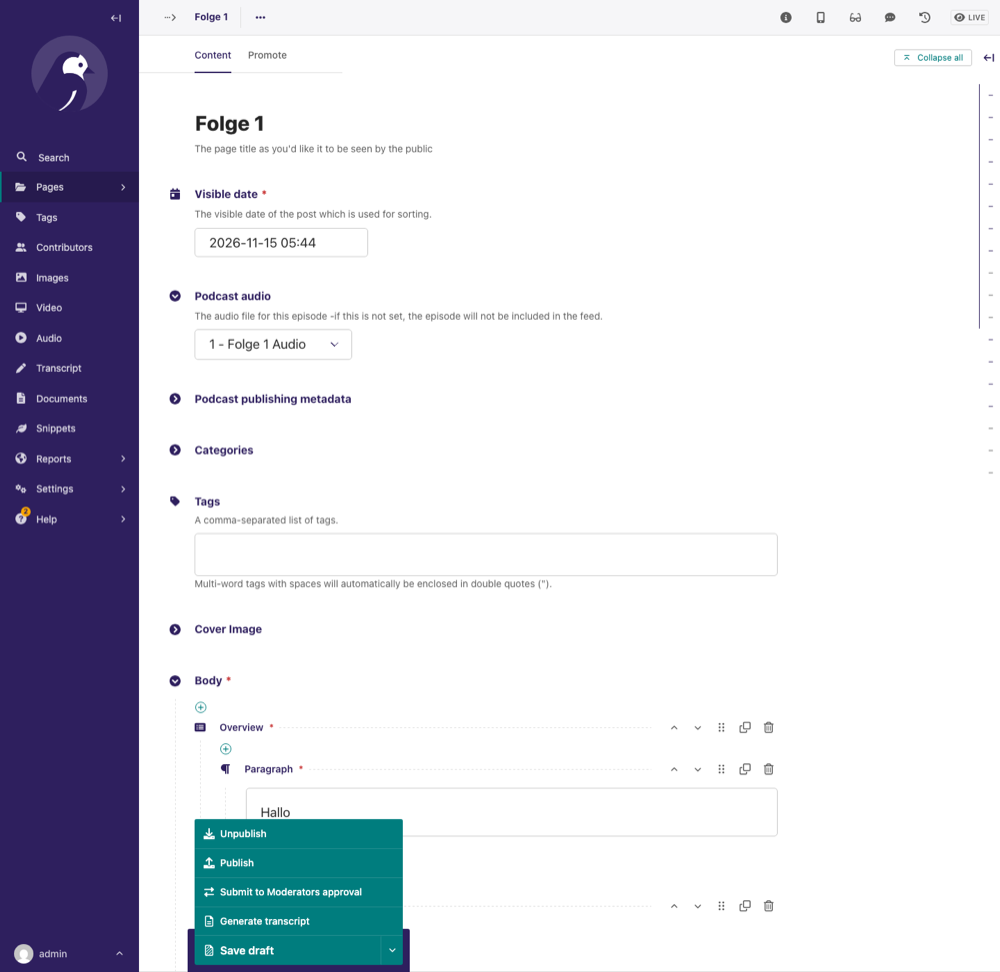 Folge 1
LIVE
Content
Promote
Collapse all
Search
Pages
Tags
Contributors
Images
Video
Audio
Transcript
Documents
Snippets
Reports
Settings
2
Help
admin
Folge 1
The page title as you'd like it to be seen by the public
Visible date *
The visible date of the post which is used for sorting.
2026-11-15 05:44
Podcast audio
The audio file for this episode -if this is not set, the episode will not be included in the feed.
1 - Folge 1 Audio
Podcast publishing metadata
Categories
Tags
A comma-separated list of tags.
Multi-word tags with spaces will automatically be enclosed in double quotes (").
Cover Image
Body *
Overview *
Paragraph *
Hallo
Unpublish
Publish
Submit to Moderators approval
Generate transcript
Save draft